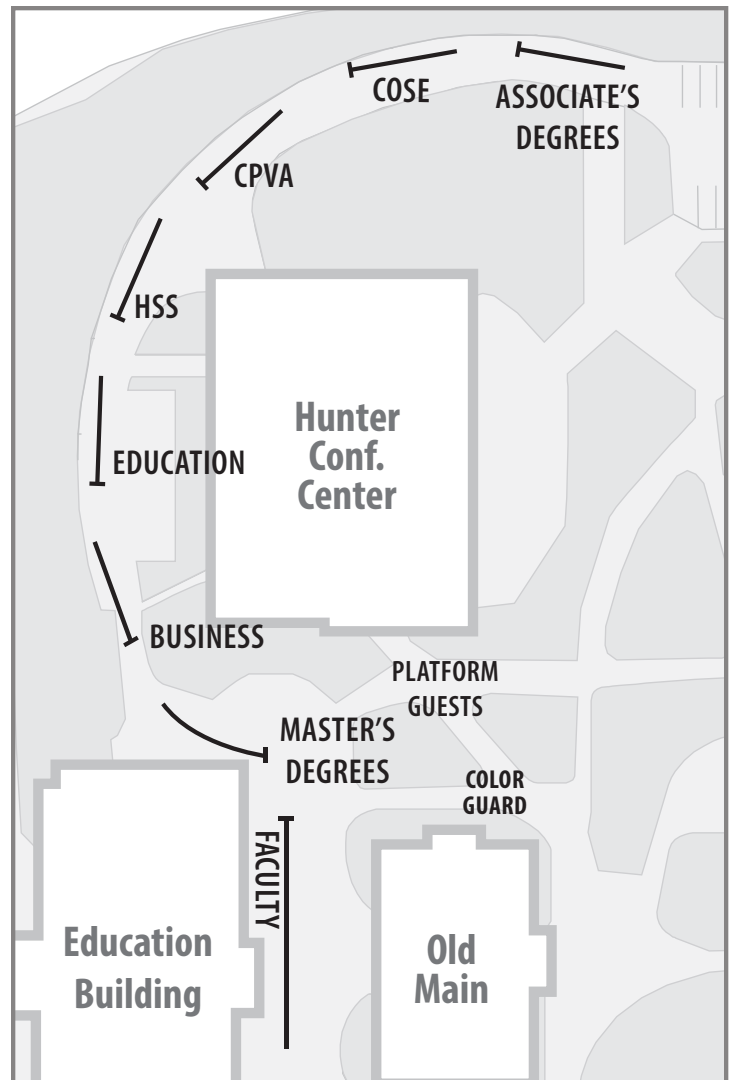 COSE
ASSOCIATE'S
DEGREES
CPVA
HSS
Hunter
Conf.
Center
EDUCATION
BUSINESS
PLATFORM
GUESTS
MASTER'S
DEGREES
COLOR
GUARD
FACULTY
Education
Building
Old
Main